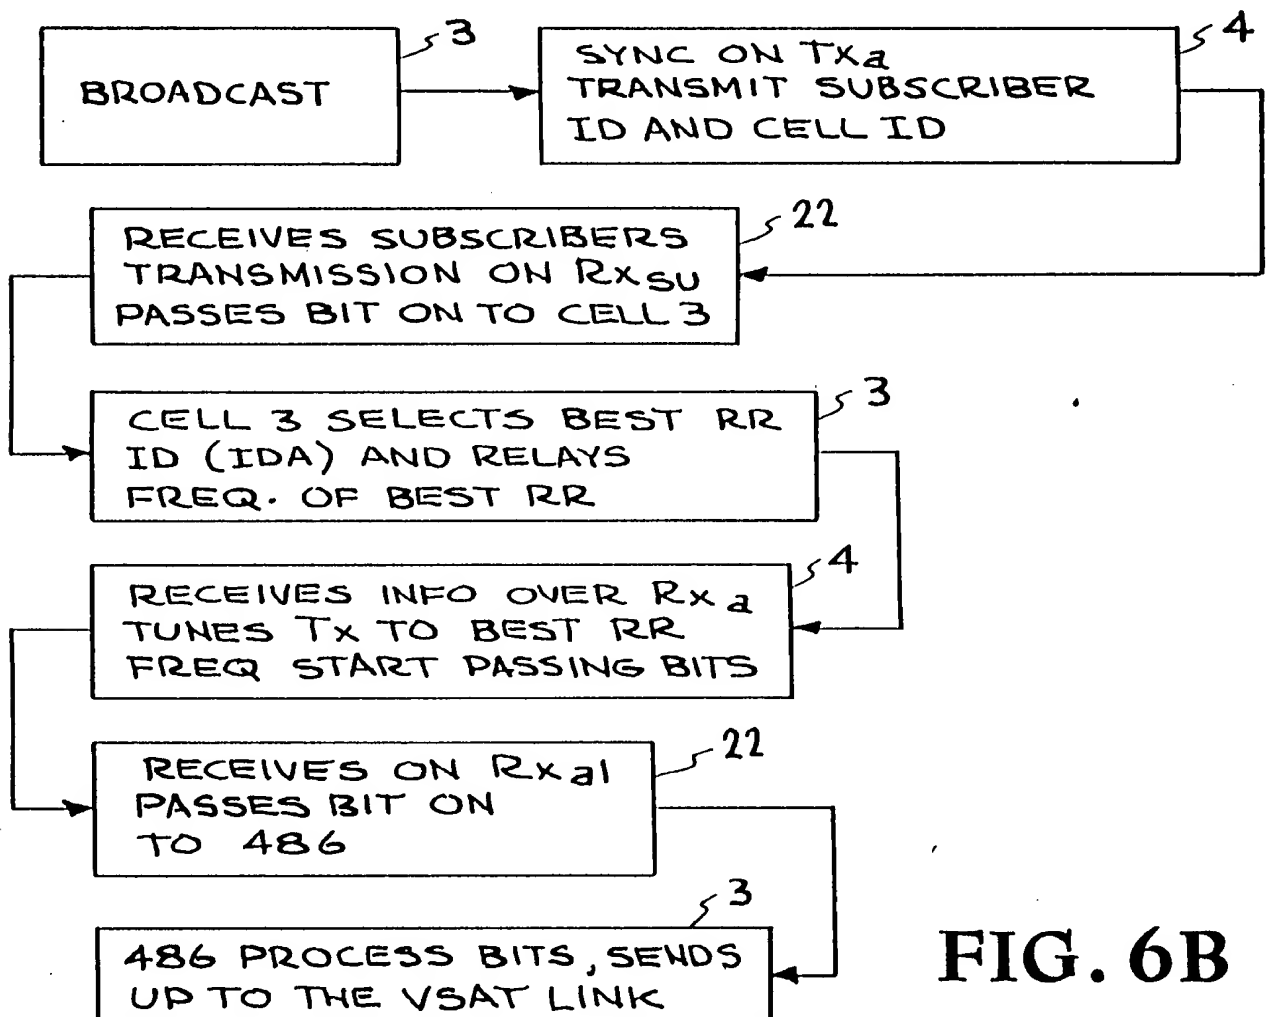 3
BROADCAST
4
SYNC ON Txa
TRANSMIT SUBSCRIBER
ID AND CELL ID
22
RECEIVES SUBSCRIBERS
TRANSMISSION ON RxSU
PASSES BIT ON TO CELL 3
3
CELL 3 SELECTS BEST RR
ID (IDA) AND RELAYS
FREQ. OF BEST RR
4
RECEIVES INFO OVER Rxa
TUNES Tx TO BEST RR
FREQ START PASSING BITS
22
RECEIVES ON Rxa1
PASSES BIT ON
TO 486
3
486 PROCESS BITS, SENDS
UP TO THE VSAT LINK
FIG. 6B